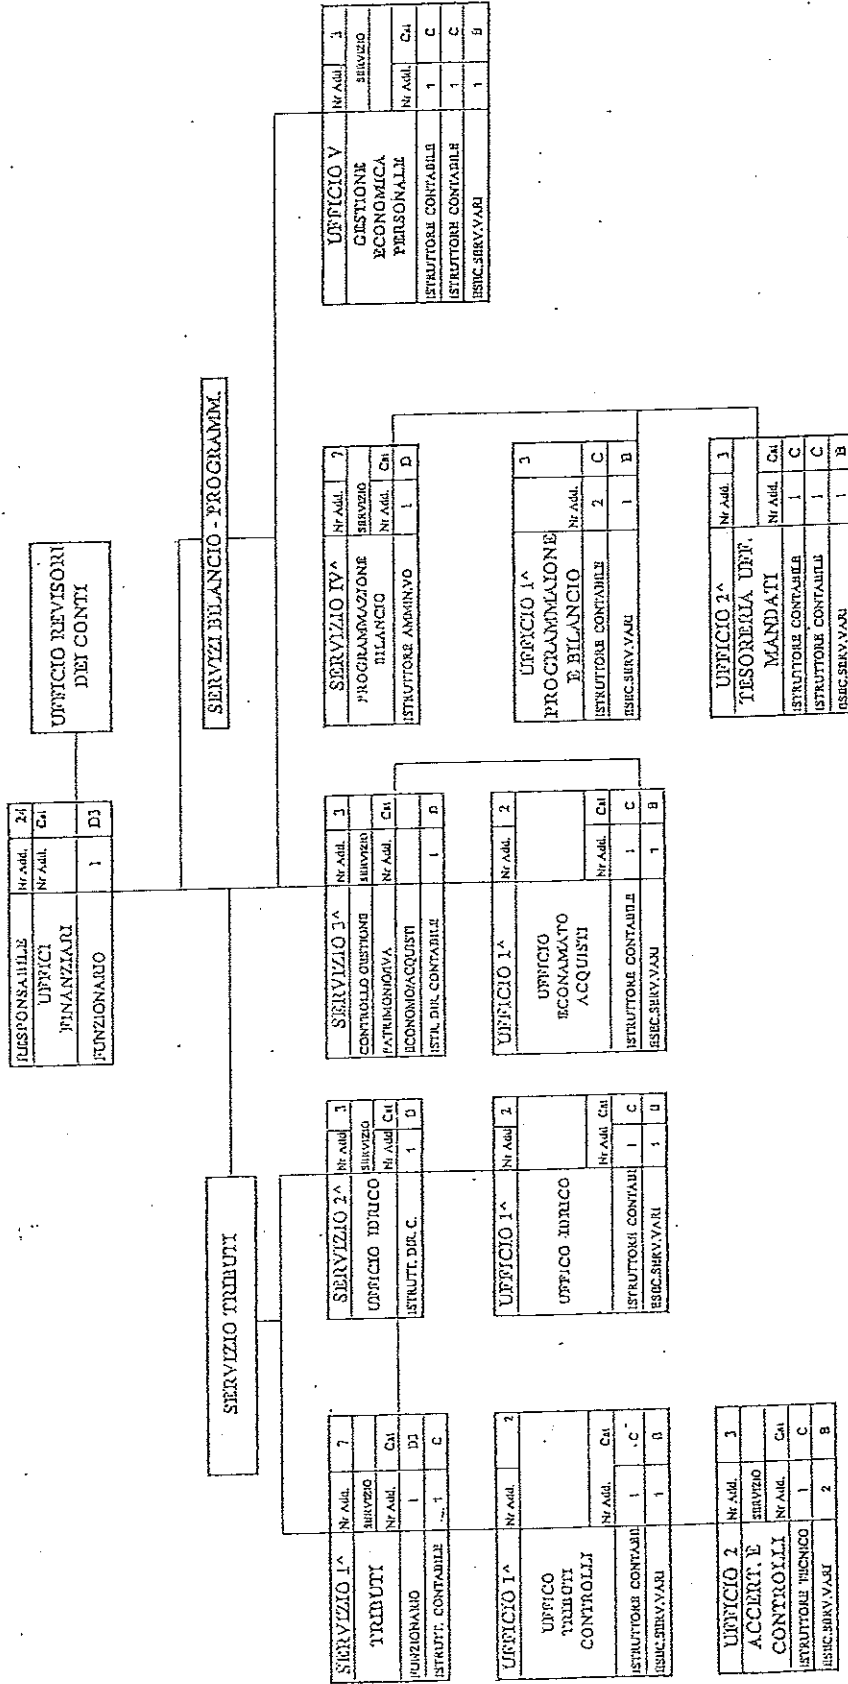 RESPONSABILE Nr Add. 24
UFFICI Nr Add. Cat
FINANZIARI
FUNZIONARIO 1 D3
UFFICIO REVISORI
DEI CONTI
SERVIZIO TRIBUTI
SERVIZI BILANCIO - PROGRAMM.
SERVIZIO 1^ Nr Add. 7
TRIBUTI SERVIZIO
Nr Add. Cat
FUNZIONARIO 1 D3
ISTRUTT. CONTABILE 1 C
SERVIZIO 2^ Nr Add 3
UFFICIO IDRICO SERVIZIO
Nr Add Cat
ISTRUTT. DIR. C. 1 D
SERVIZIO 3^ Nr Add. 3
CONTROLLO GESTIONE SERVIZIO
PATRIMONIO/IVA Nr Add. Cat
ECONOMO/ACQUISTI
ISTR. DIR. CONTABILE 1 D
SERVIZIO IV^ Nr Add. 7
PROGRAMMAZIONE SERVIZIO
BILANCIO Nr Add. Cat
ISTRUTTORE AMMIN.VO 1 D
UFFICIO V Nr Add 3
GESTIONE SERVIZIO
ECONOMICA
PERSONALE Nr Add. Cat
ISTRUTTORE CONTABILE 1 C
ISTRUTTORE CONTABILE 1 C
ESEC.SERV.VARI 1 B
UFFICIO 1^ Nr Add. 2
UFFICO
TRIBUTI
CONTROLLI Nr Add. Cat
ISTRUTTORE CONTABI 1 C
ESEC.SERV.VARI 1 B
UFFICIO 1^ Nr Add 2
UFFICO IDRICO
Nr Add Cat
ISTRUTTORE CONTABI 1 C
ESEC.SERV.VARI 1 B
UFFICIO 1^ Nr Add. 2
UFFICIO
ECONAMATO
ACQUISTI Nr Add. Cat
ISTRUTTORE CONTABILE 1 C
ESEC.SERV.VARI 1 B
UFFICIO 1^ 3
PROGRAMMAIONE
E BILANCIO Nr Add.
ISTRUTTORE CONTABILE 2 C
ESEC.SERV.VARI 1 B
UFFICIO 2 Nr Add. 3
ACCERT. E SERVIZIO
CONTROLLI Nr Add. Cat
ISTRUTTORE TECNICO 1 C
ESEC.SERV.VARI 2 B
UFFICIO 2^ Nr Add. 3
TESORERIA UFF.
MANDATI Nr Add. Cat
ISTRUTTORE CONTABILE 1 C
ISTRUTTORE CONTABILE 1 C
ESEC.SERV.VARI 1 B